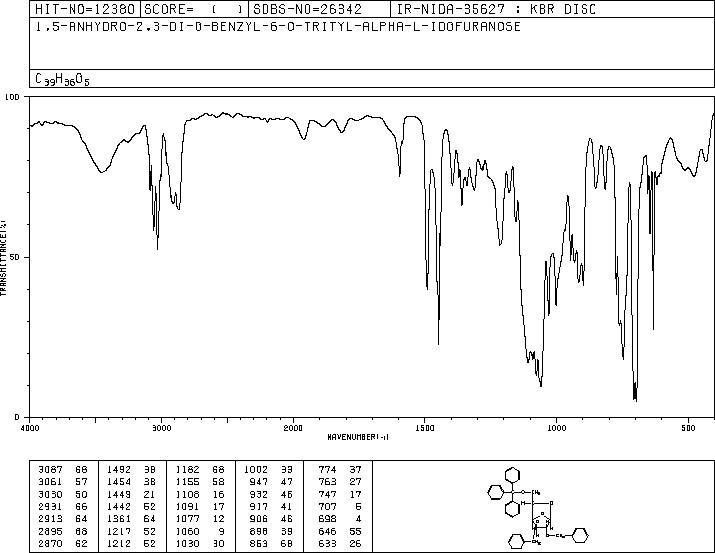 HIT-NO=12380 SCORE= ( ) SDBS-NO=26342 IR-NIDA-35627 : KBR DISC
1,5-ANHYDRO-2,3-DI-O-BENZYL-6-O-TRITYL-ALPHA-L-IDOFURANOSE
C39H36O5
100
50
0
TRANSMITTANCE(%)
4000 3000 2000 1500 1000 500
WAVENUMBER(-1)
3087 68 1492 38 1182 68 1002 33 774 37
3061 57 1454 38 1155 58 947 47 763 27
3030 50 1449 21 1108 16 932 46 747 17
2931 66 1442 62 1091 17 917 41 707 5
2913 64 1361 64 1077 12 906 46 698 4
2895 68 1217 52 1060 9 898 39 646 55
2870 62 1212 52 1030 30 853 68 633 26